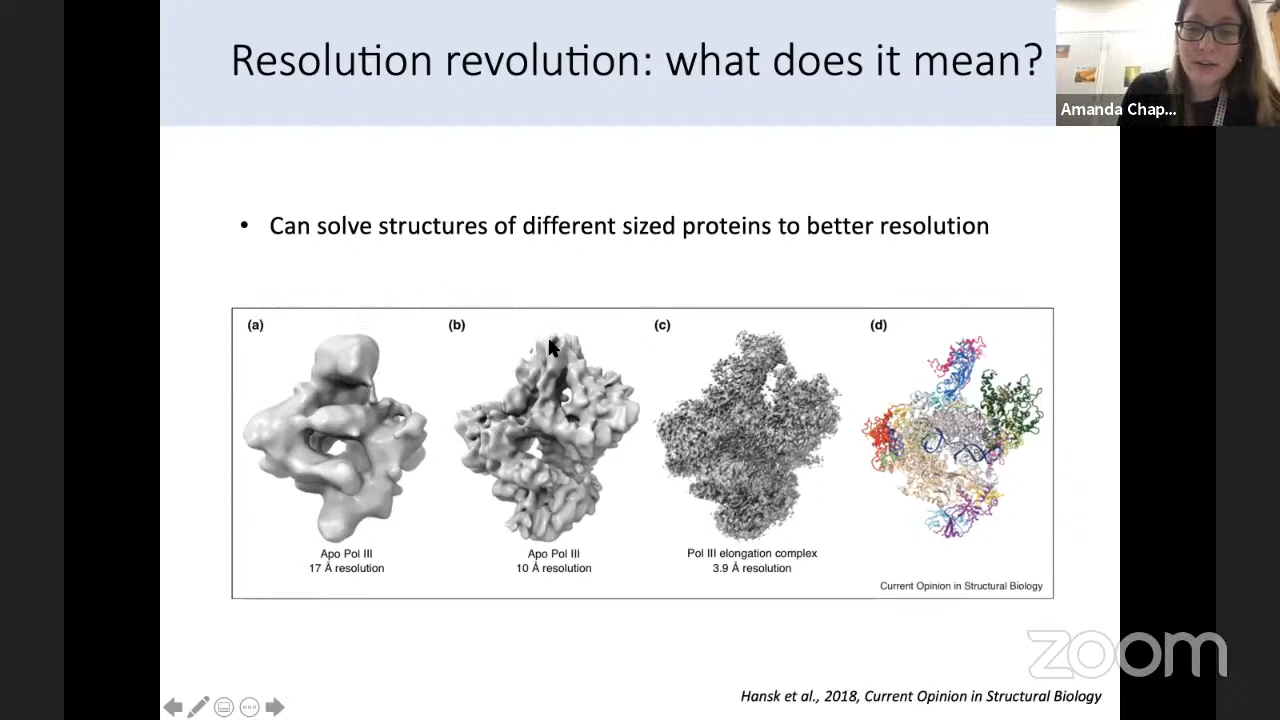 Resolution revolution: what does it mean?
Amanda Chap...
• Can solve structures of different sized proteins to better resolution
(a)
(b)
(c)
(d)
Apo Pol III
17 Å resolution
Apo Pol III
10 Å resolution
Pol III elongation complex
3.9 Å resolution
Current Opinion in Structural Biology
zoom
Hansk et al., 2018, Current Opinion in Structural Biology